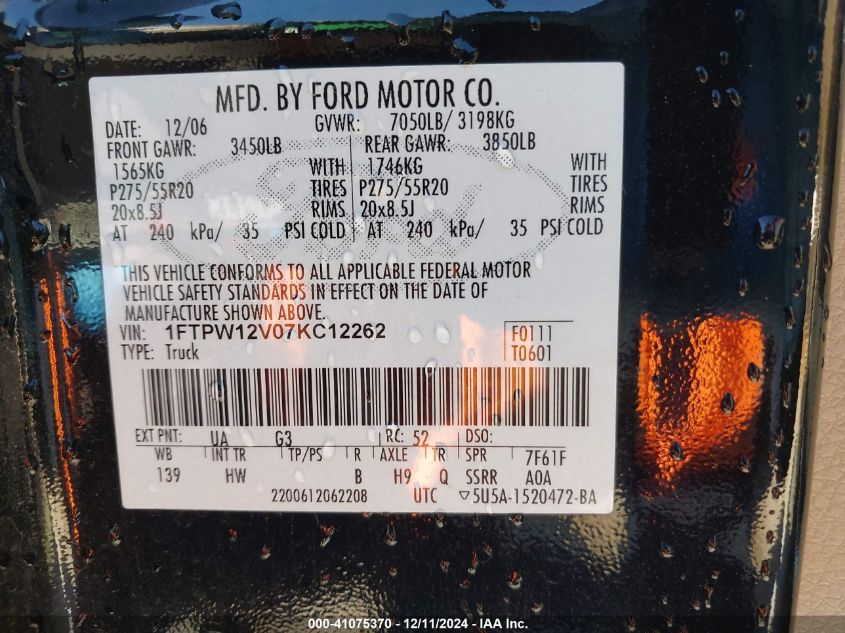 MFD. BY FORD MOTOR CO.
DATE: 12/06 GVWR: 7050LB/ 3198KG
FRONT GAWR: 3450LB REAR GAWR: 3850LB
1565KG WITH 1746KG WITH
P275/55R20 TIRES P275/55R20 TIRES
20x8.5J RIMS 20x8.5J RIMS
AT 240 kPa/ 35 PSI COLD AT 240 kPa/ 35 PSI COLD
THIS VEHICLE CONFORMS TO ALL APPLICABLE FEDERAL MOTOR
VEHICLE SAFETY STANDARDS IN EFFECT ON THE DATE OF
MANUFACTURE SHOWN ABOVE.
VIN: 1FTPW12V07KC12262 F0111
TYPE: Truck T0601
EXT PNT: UA G3 RC: 52 DSO:
WB INT TR TP/PS R AXLE TR SPR 7F61F
139 HW B H9 Q SSRR A0A
2200612062208 UTC ▽5U5A-1520472-BA
000-41075370 - 12/11/2024 - IAA Inc.